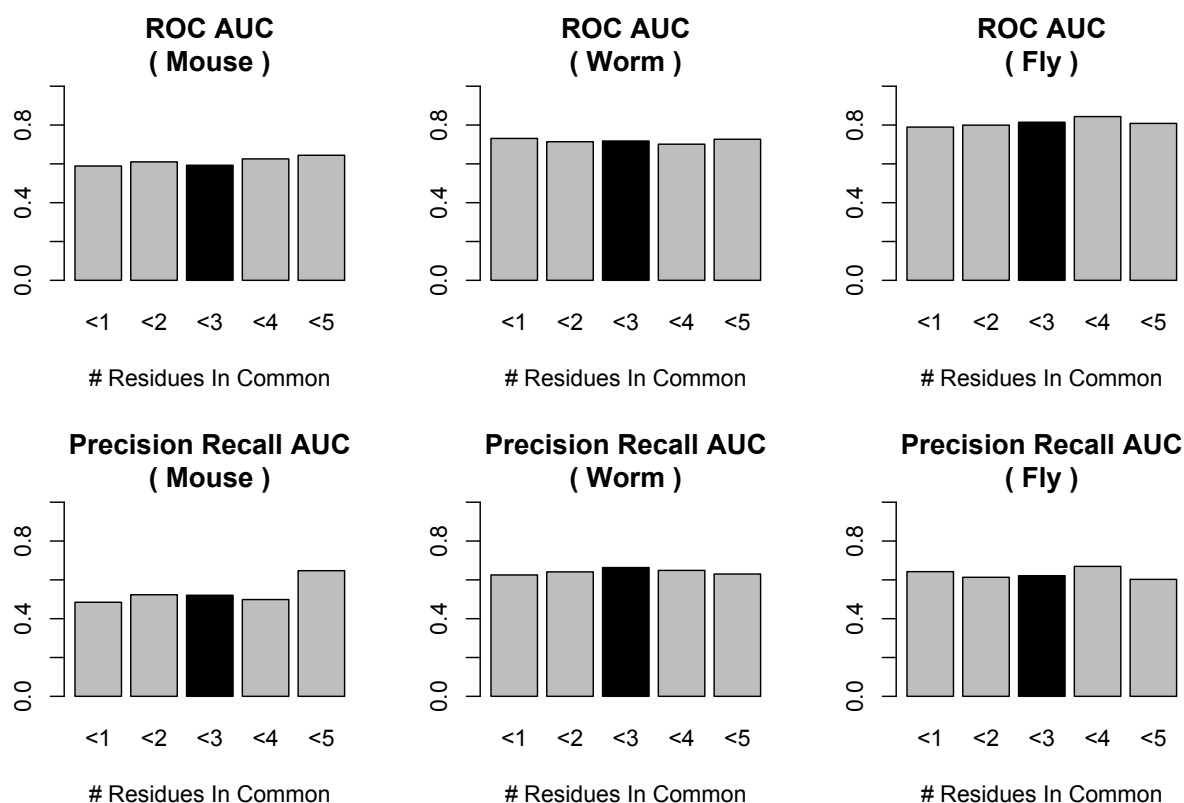 ROC AUC
( Mouse )
0.0 0.4 0.8
<1 <2 <3 <4 <5
# Residues In Common
ROC AUC
( Worm )
0.0 0.4 0.8
<1 <2 <3 <4 <5
# Residues In Common
ROC AUC
( Fly )
0.0 0.4 0.8
<1 <2 <3 <4 <5
# Residues In Common
Precision Recall AUC
( Mouse )
0.0 0.4 0.8
<1 <2 <3 <4 <5
# Residues In Common
Precision Recall AUC
( Worm )
0.0 0.4 0.8
<1 <2 <3 <4 <5
# Residues In Common
Precision Recall AUC
( Fly )
0.0 0.4 0.8
<1 <2 <3 <4 <5
# Residues In Common